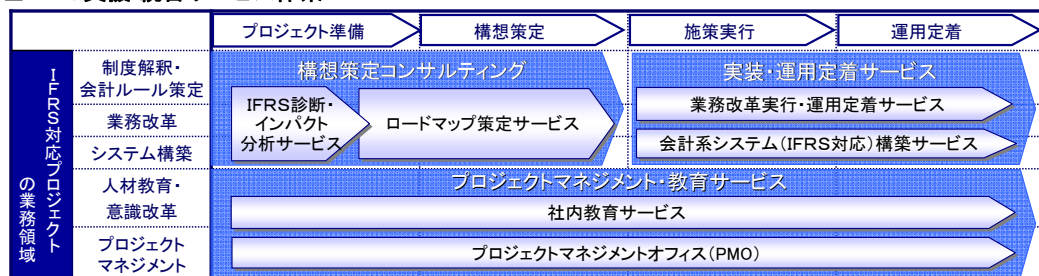 プロジェクト準備
構想策定
施策実行
運用定着
IFRS対応プロジェクト
の業務領域
制度解釈・
会計ルール策定
業務改革
システム構築
人材教育・
意識改革
プロジェクト
マネジメント
構想策定コンサルティング
IFRS診断・
インパクト
分析サービス
ロードマップ策定サービス
実装・運用定着サービス
業務改革実行・運用定着サービス
会計系システム(IFRS対応)構築サービス
プロジェクトマネジメント・教育サービス
社内教育サービス
プロジェクトマネジメントオフィス(PMO)